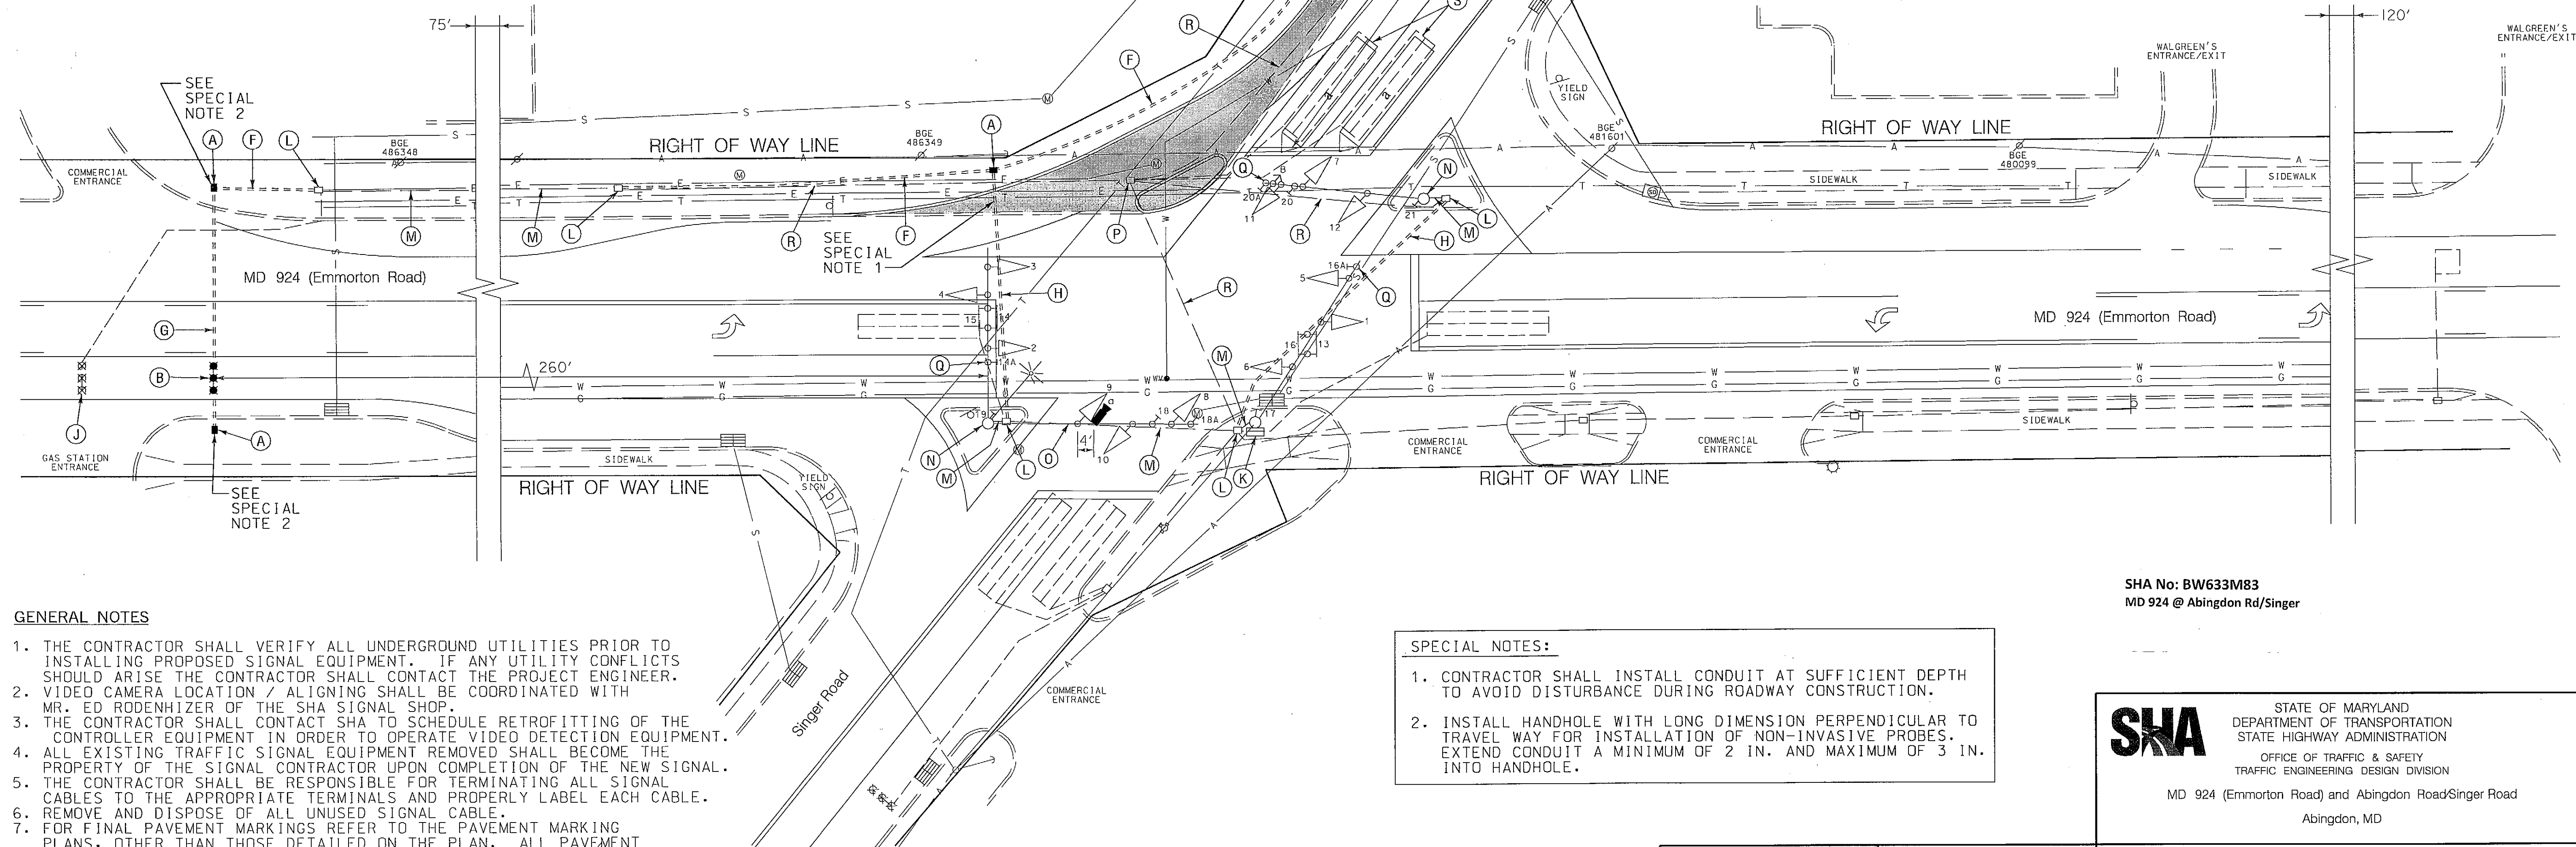 75'
120'
WALGREEN'S
ENTRANCE/EXIT
WALGREEN'S
ENTRANCE/EXIT
SEE
SPECIAL
NOTE 2
YIELD
SIGN
BGE
486348
BGE
486349
RIGHT OF WAY LINE
BGE
481601
RIGHT OF WAY LINE
BGE
480099
COMMERCIAL
ENTRANCE
SIDEWALK
SIDEWALK
SEE
SPECIAL
NOTE 1
MD 924 (Emmorton Road)
MD 924 (Emmorton Road)
260'
4'
GAS STATION
ENTRANCE
SIDEWALK
COMMERCIAL
ENTRANCE
COMMERCIAL
ENTRANCE
SIDEWALK
RIGHT OF WAY LINE
YIELD
SIGN
RIGHT OF WAY LINE
SEE
SPECIAL
NOTE 2
Singer Road
COMMERCIAL
ENTRANCE
GENERAL NOTES
1. THE CONTRACTOR SHALL VERIFY ALL UNDERGROUND UTILITIES PRIOR TO
INSTALLING PROPOSED SIGNAL EQUIPMENT. IF ANY UTILITY CONFLICTS
SHOULD ARISE THE CONTRACTOR SHALL CONTACT THE PROJECT ENGINEER.
2. VIDEO CAMERA LOCATION / ALIGNING SHALL BE COORDINATED WITH
MR. ED RODENHIZER OF THE SHA SIGNAL SHOP.
3. THE CONTRACTOR SHALL CONTACT SHA TO SCHEDULE RETROFITTING OF THE
CONTROLLER EQUIPMENT IN ORDER TO OPERATE VIDEO DETECTION EQUIPMENT.
4. ALL EXISTING TRAFFIC SIGNAL EQUIPMENT REMOVED SHALL BECOME THE
PROPERTY OF THE SIGNAL CONTRACTOR UPON COMPLETION OF THE NEW SIGNAL.
5. THE CONTRACTOR SHALL BE RESPONSIBLE FOR TERMINATING ALL SIGNAL
CABLES TO THE APPROPRIATE TERMINALS AND PROPERLY LABEL EACH CABLE.
6. REMOVE AND DISPOSE OF ALL UNUSED SIGNAL CABLE.
7. FOR FINAL PAVEMENT MARKINGS REFER TO THE PAVEMENT MARKING
PLANS, OTHER THAN THOSE DETAILED ON THE PLAN. ALL PAVEMENT
SPECIAL NOTES:
1. CONTRACTOR SHALL INSTALL CONDUIT AT SUFFICIENT DEPTH
TO AVOID DISTURBANCE DURING ROADWAY CONSTRUCTION.
2. INSTALL HANDHOLE WITH LONG DIMENSION PERPENDICULAR TO
TRAVEL WAY FOR INSTALLATION OF NON-INVASIVE PROBES.
EXTEND CONDUIT A MINIMUM OF 2 IN. AND MAXIMUM OF 3 IN.
INTO HANDHOLE.
SHA No: BW633M83
MD 924 @ Abingdon Rd/Singer
SHA
STATE OF MARYLAND
DEPARTMENT OF TRANSPORTATION
STATE HIGHWAY ADMINISTRATION
OFFICE OF TRAFFIC & SAFETY
TRAFFIC ENGINEERING DESIGN DIVISION
MD 924 (Emmorton Road) and Abingdon Road/Singer Road
Abingdon, MD